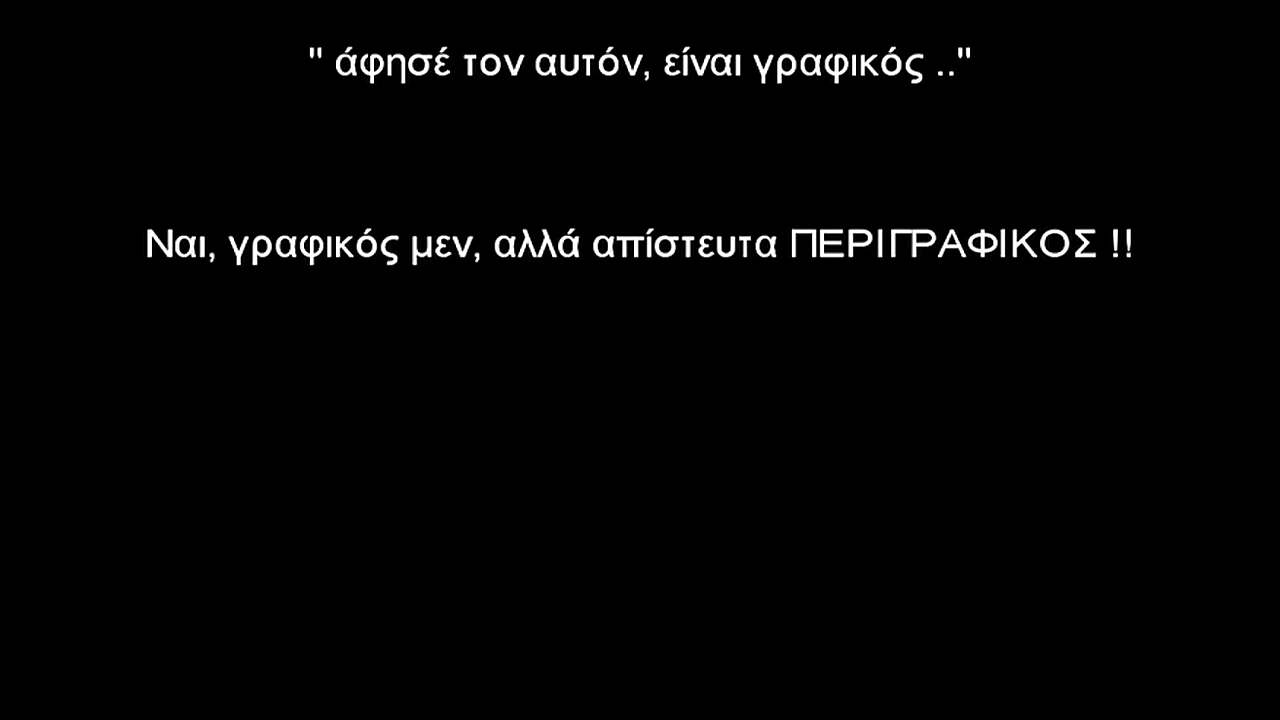 " άφησέ τον αυτόν, είναι γραφικός .."
Ναι, γραφικός μεν, αλλά απίστευτα ΠΕΡΙΓΡΑΦΙΚΟΣ !!